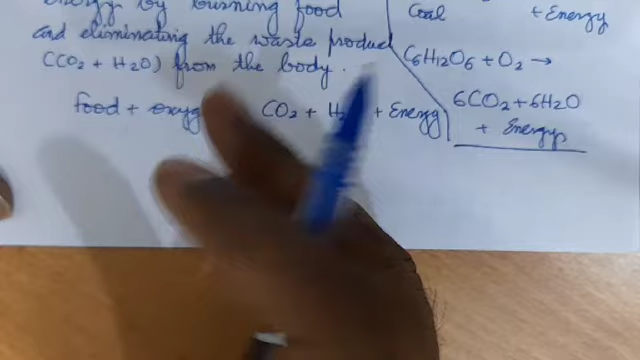 energy by burning food
and eliminating the waste product
(CO2 + H2O) from the body.
food + oxyg CO2 + H + Energy
Coal + Energy
C6H12O6 + O2 →
6CO2 + 6H2O
+ Energy